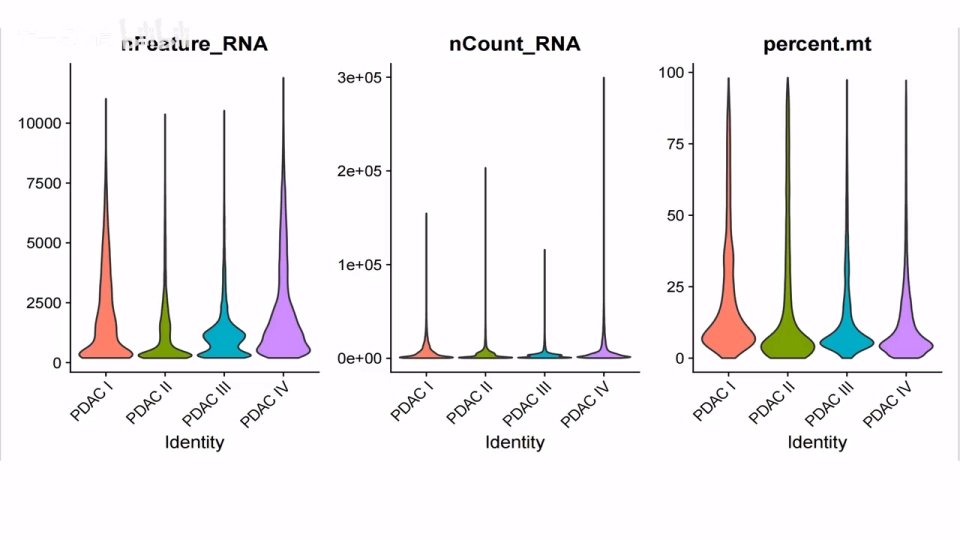 nFeature_RNA
10000
7500
5000
2500
0
PDAC I
PDAC II
PDAC III
PDAC IV
Identity
nCount_RNA
3e+05
2e+05
1e+05
0e+00
PDAC I
PDAC II
PDAC III
PDAC IV
Identity
percent.mt
100
75
50
25
0
PDAC I
PDAC II
PDAC III
PDAC IV
Identity